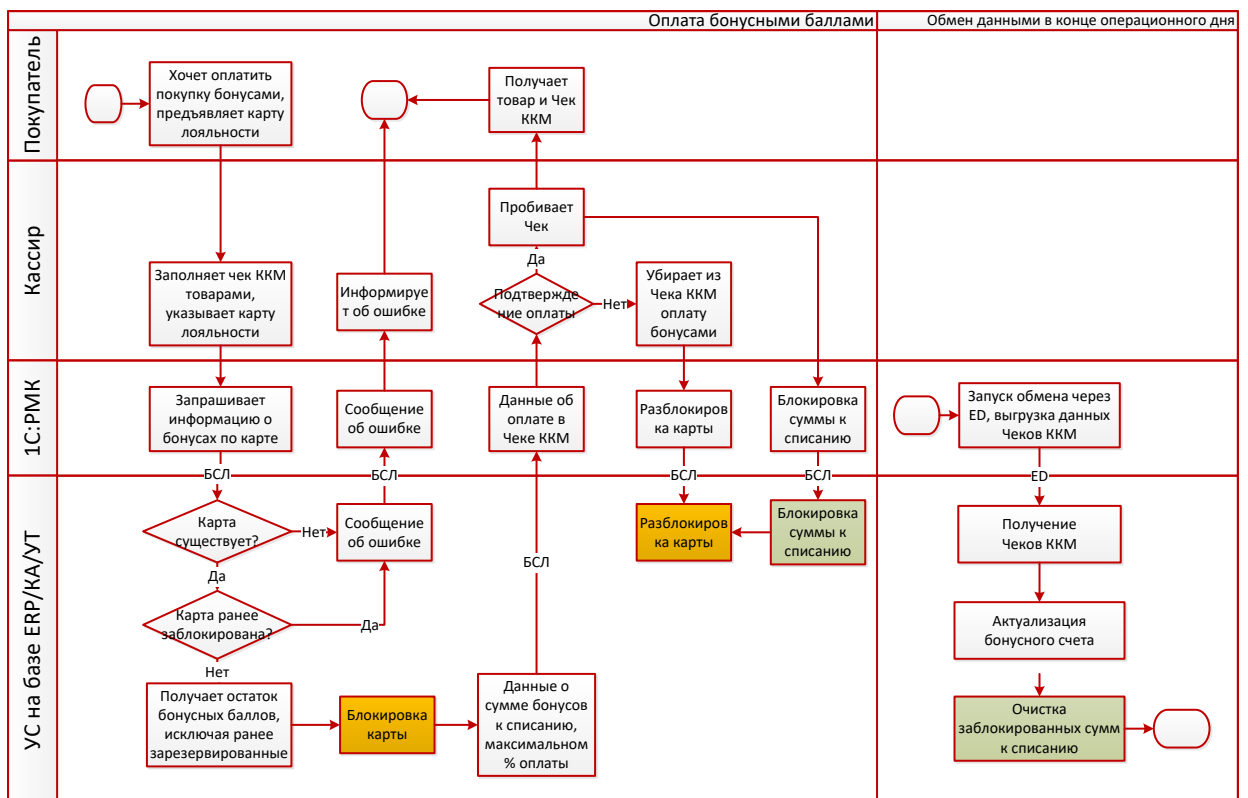 Оплата бонусными баллами
Обмен данными в конце операционного дня
Покупатель
Хочет оплатить
покупку бонусами,
предъявляет карту
лояльности
Получает
товар и Чек
ККМ
Кассир
Пробивает
Чек
Да
Заполняет чек ККМ
товарами,
указывает карту
лояльности
Информируе
т об ошибке
Подтвержде
ние оплаты
Нет
Убирает из
Чека ККМ
оплату
бонусами
1С:РМК
Запрашивает
информацию о
бонусах по карте
Сообщение
об ошибке
Данные об
оплате в
Чеке ККМ
Разблокиров
ка карты
Блокировка
суммы к
списанию
Запуск обмена через
ED, выгрузка данных
Чеков ККМ
БСЛ
БСЛ
БСЛ
БСЛ
ED
УС на базе ERP/КА/УТ
Карта
существует?
Нет
Сообщение
об ошибке
Разблокиров
ка карты
Блокировка
суммы к
списанию
Получение
Чеков ККМ
Да
БСЛ
Карта ранее
заблокирована?
Да
Актуализация
бонусного счета
Нет
Получает остаток
бонусных баллов,
исключая ранее
зарезервированные
Блокировка
карты
Данные о
сумме бонусов
к списанию,
максимальном
% оплаты
Очистка
заблокированных сумм
к списанию